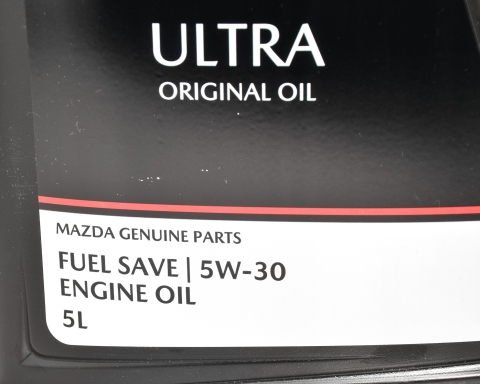 ULTRA
ORIGINAL OIL
MAZDA GENUINE PARTS
FUEL SAVE | 5W-30
ENGINE OIL
5L